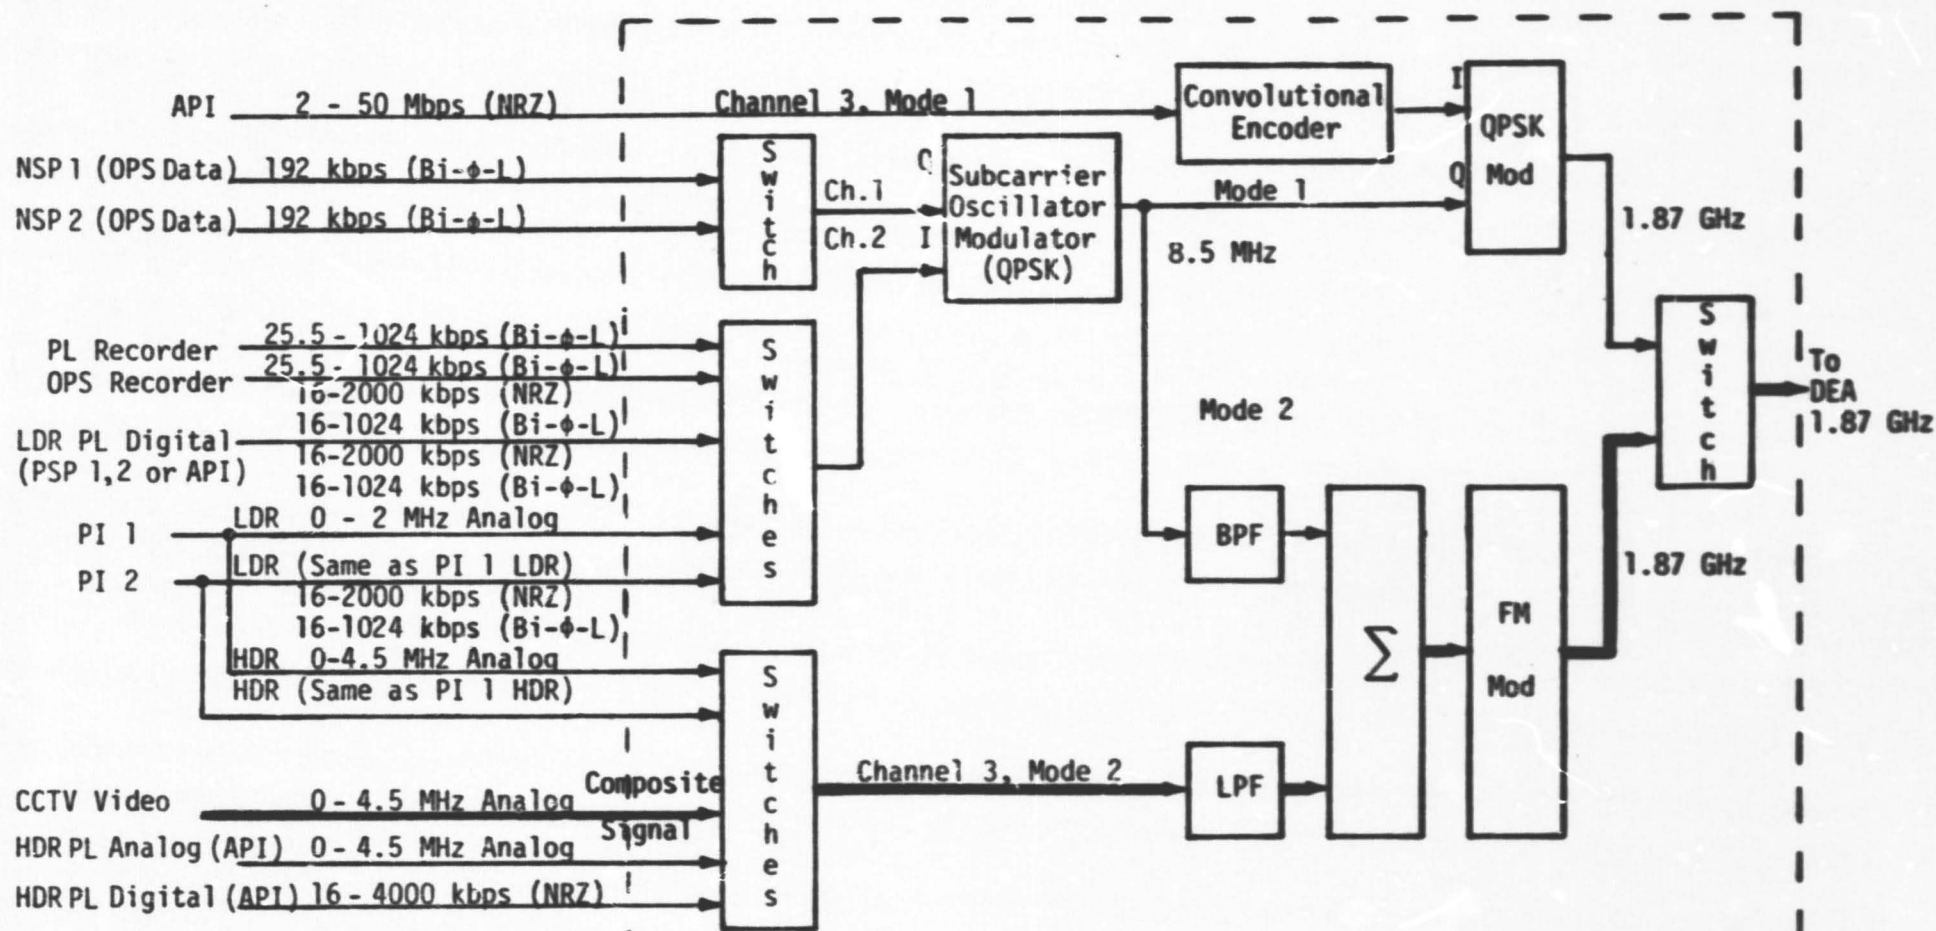 API 2 - 50 Mbps (NRZ)
Channel 3, Mode 1
Convolutional
Encoder
I
QPSK
Q Mod
NSP 1 (OPS Data) 192 kbps (Bi-ϕ-L)
NSP 2 (OPS Data) 192 kbps (Bi-ϕ-L)
Switch
Ch.1
Ch.2 I
Subcarrier
Oscillator
Modulator
(QPSK)
Mode 1
8.5 MHz
1.87 GHz
PL Recorder 25.5 - 1024 kbps (Bi-ϕ-L)
OPS Recorder 25.5 - 1024 kbps (Bi-ϕ-L)
16-2000 kbps (NRZ)
LDR PL Digital 16-1024 kbps (Bi-ϕ-L)
(PSP 1,2 or API) 16-2000 kbps (NRZ)
16-1024 kbps (Bi-ϕ-L)
PI 1 LDR 0 - 2 MHz Analog
PI 2 LDR (Same as PI 1 LDR)
16-2000 kbps (NRZ)
16-1024 kbps (Bi-ϕ-L)
HDR 0-4.5 MHz Analog
HDR (Same as PI 1 HDR)
Switches
Mode 2
BPF
∑
FM
Mod
1.87 GHz
Switch
To
DEA
1.87 GHz
CCTV Video 0 - 4.5 MHz Analog
Composite
Signal
HDR PL Analog (API) 0 - 4.5 MHz Analog
HDR PL Digital (API) 16 - 4000 kbps (NRZ)
Switches
Channel 3, Mode 2
LPF